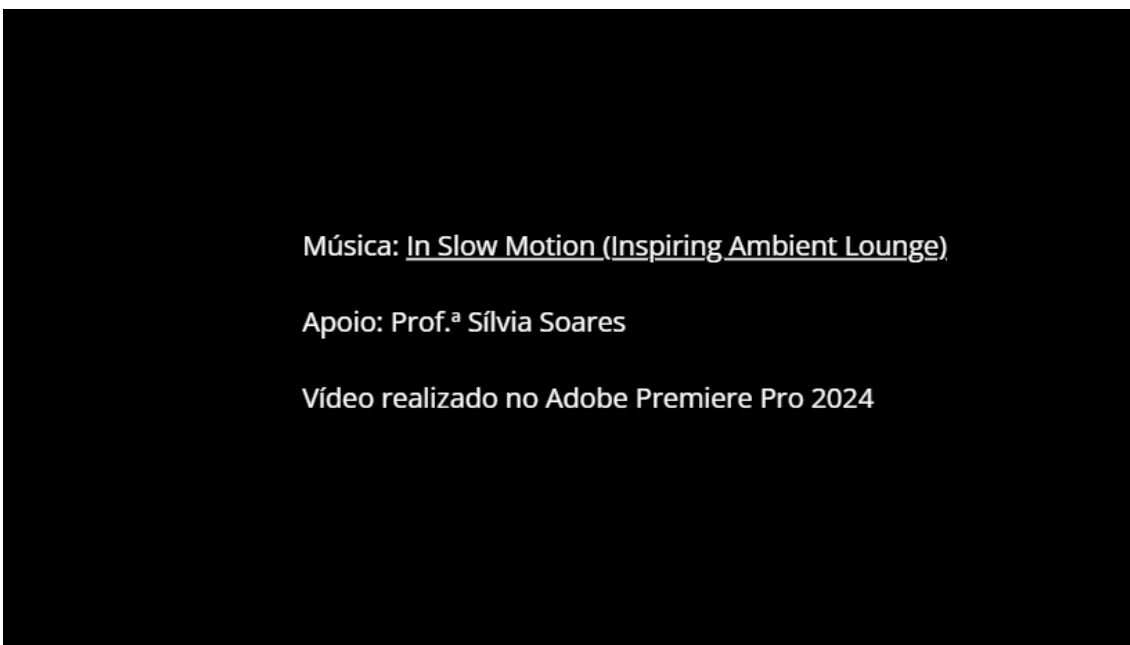 Música: In Slow Motion (Inspiring Ambient Lounge)
Apoio: Prof.ª Sílvia Soares
Vídeo realizado no Adobe Premiere Pro 2024